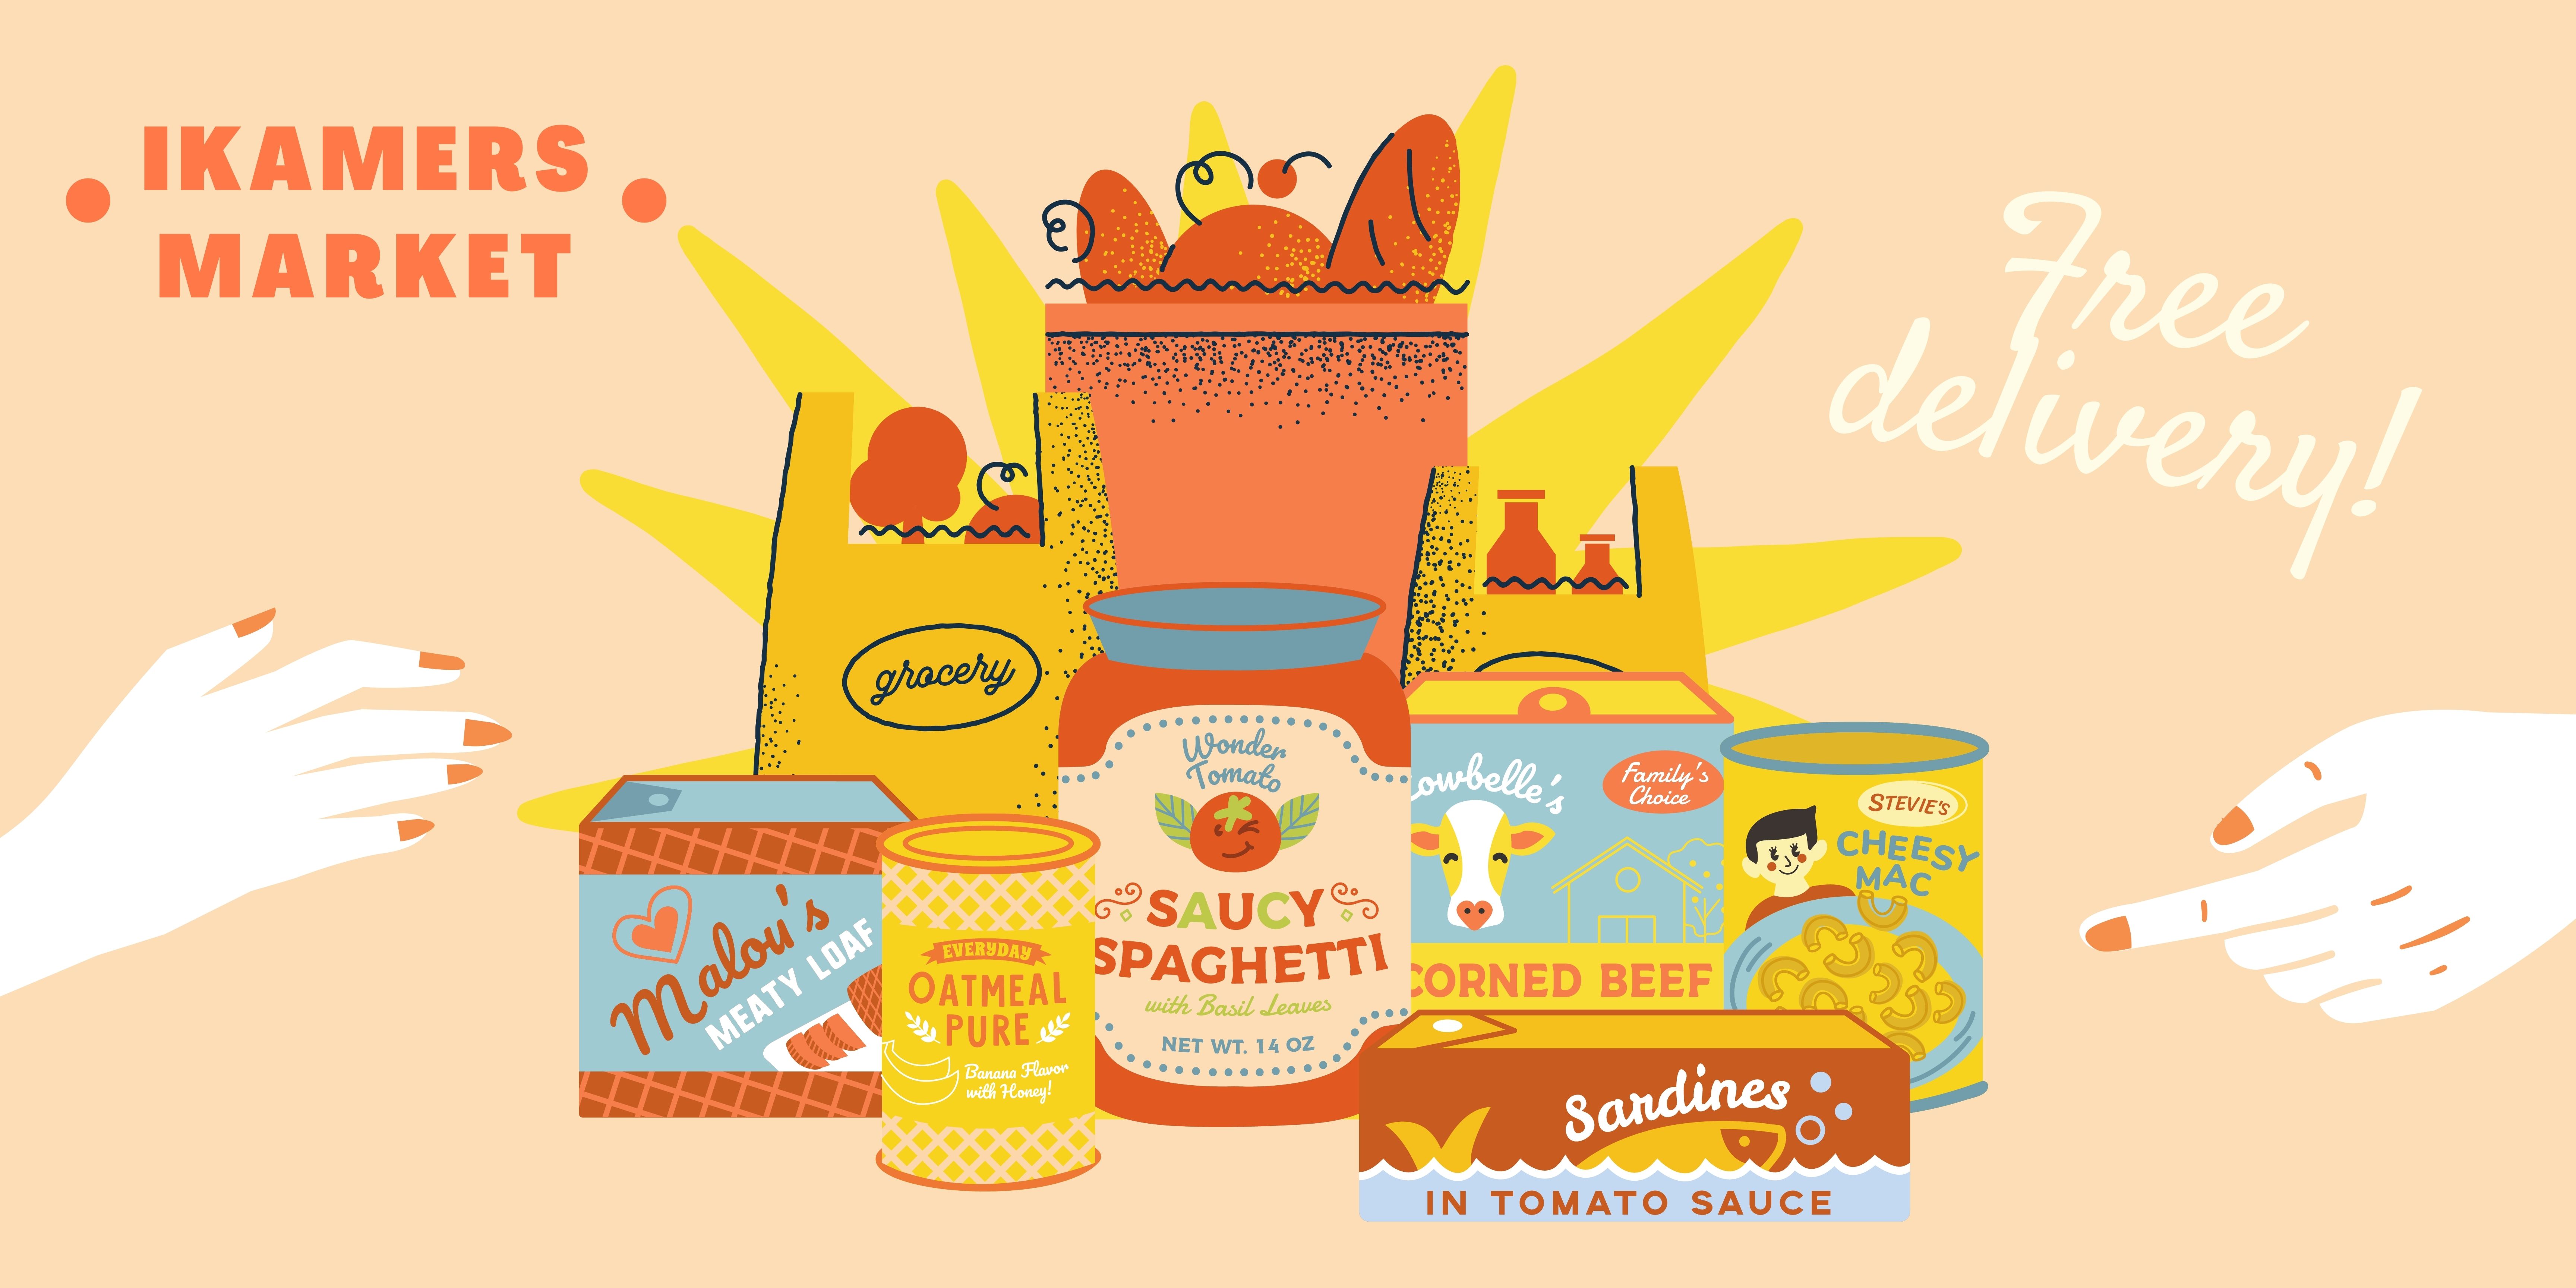 IKAMERS
MARKET
Free
delivery!
grocery
Malou's
MEATY LOAF
EVERYDAY
OATMEAL
PURE
Banana Flavor
with Honey!
Wonder
Tomato
SAUCY
SPAGHETTI
with Basil Leaves
NET WT. 14 OZ
owbelle's
Family's
Choice
CORNED BEEF
STEVIE'S
CHEESY
MAC
Sardines
IN TOMATO SAUCE